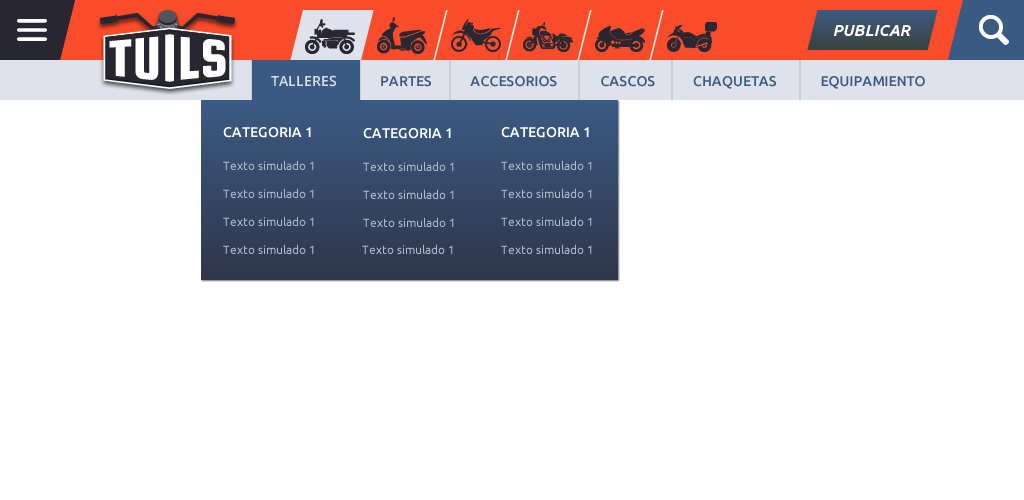 TUILS
PUBLICAR
TALLERES PARTES ACCESORIOS CASCOS CHAQUETAS EQUIPAMIENTO
CATEGORIA 1 CATEGORIA 1 CATEGORIA 1
Texto simulado 1 Texto simulado 1 Texto simulado 1
Texto simulado 1 Texto simulado 1 Texto simulado 1
Texto simulado 1 Texto simulado 1 Texto simulado 1
Texto simulado 1 Texto simulado 1 Texto simulado 1